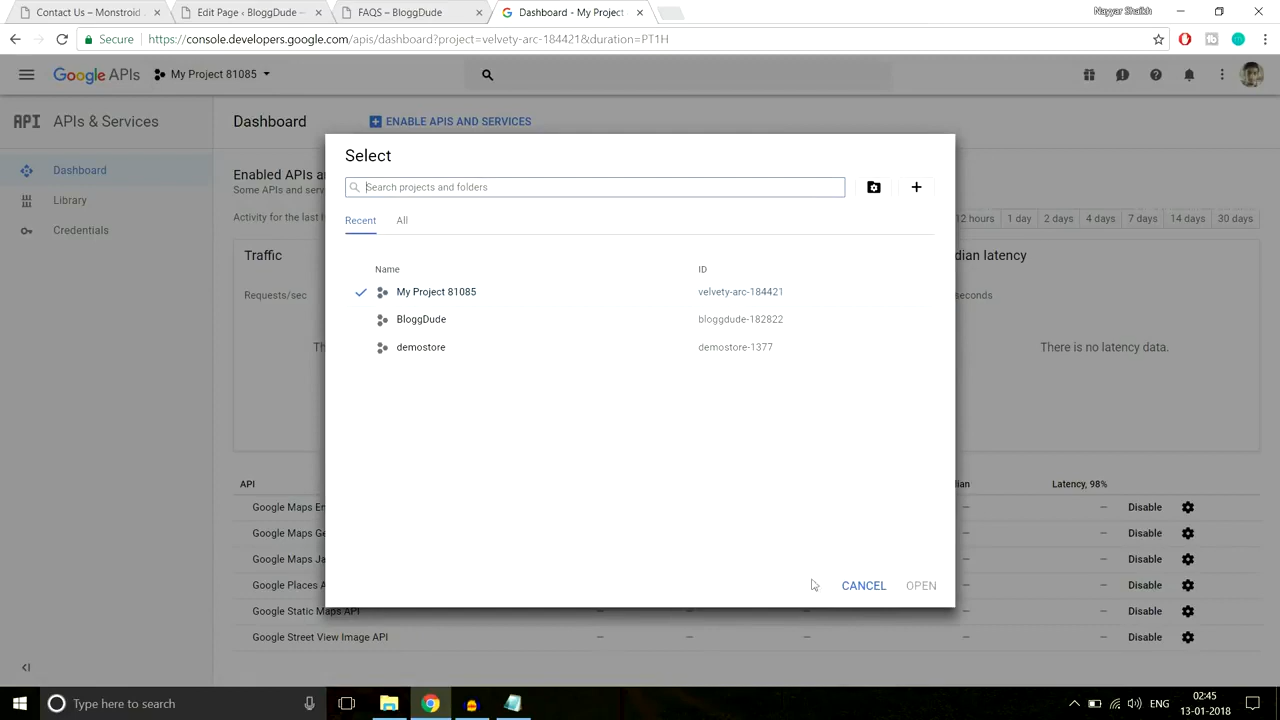 Contact Us – Monstroid
Edit Page ‹ BloggDude –
FAQS – BloggDude
Dashboard - My Project
Nayyar Shaikh
Secure
https://console.developers.google.com/apis/dashboard?project=velvety-arc-184421&duration=PT1H
Google APIs
My Project 81085
API APIs & Services
Dashboard
ENABLE APIS AND SERVICES
Dashboard
Library
Credentials
Enabled APIs a
Some APIs and serv
Activity for the last
12 hours
1 day
2 days
4 days
7 days
14 days
30 days
Traffic
Requests/sec
Th
dian latency
seconds
There is no latency data.
Select
Search projects and folders
Recent
All
Name
ID
My Project 81085
velvety-arc-184421
BloggDude
bloggdude-182822
demostore
demostore-1377
CANCEL
OPEN
API
dian
Latency, 98%
Google Maps Em
– – Disable
Google Maps Ge
– – Disable
Google Maps Ja
– – Disable
Google Places A
– – Disable
Google Static Maps API
– – – – – Disable
Google Street View Image API
– – – – – Disable
Type here to search
ENG
02:45
13-01-2018